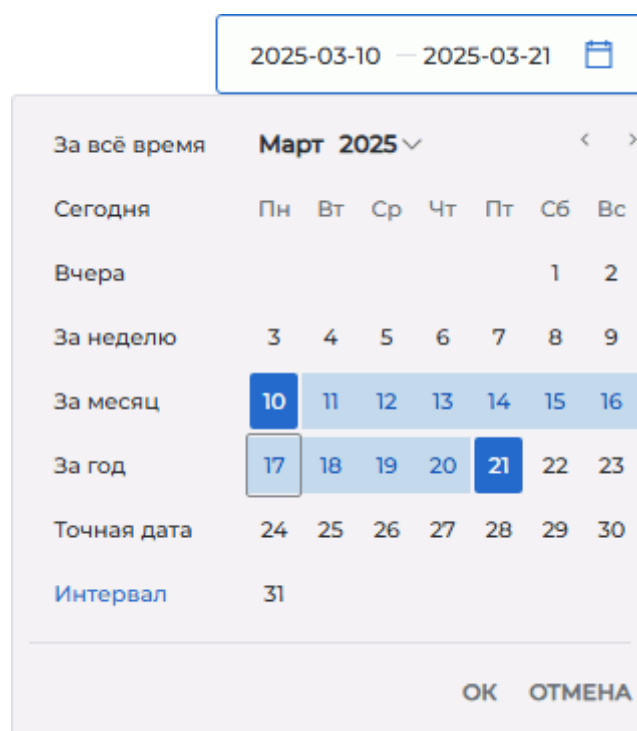 2025-03-10 — 2025-03-21
За всё время Март 2025
Сегодня Пн Вт Ср Чт Пт Сб Вс
Вчера 1 2
За неделю 3 4 5 6 7 8 9
За месяц 10 11 12 13 14 15 16
За год 17 18 19 20 21 22 23
Точная дата 24 25 26 27 28 29 30
Интервал 31
ОК ОТМЕНА